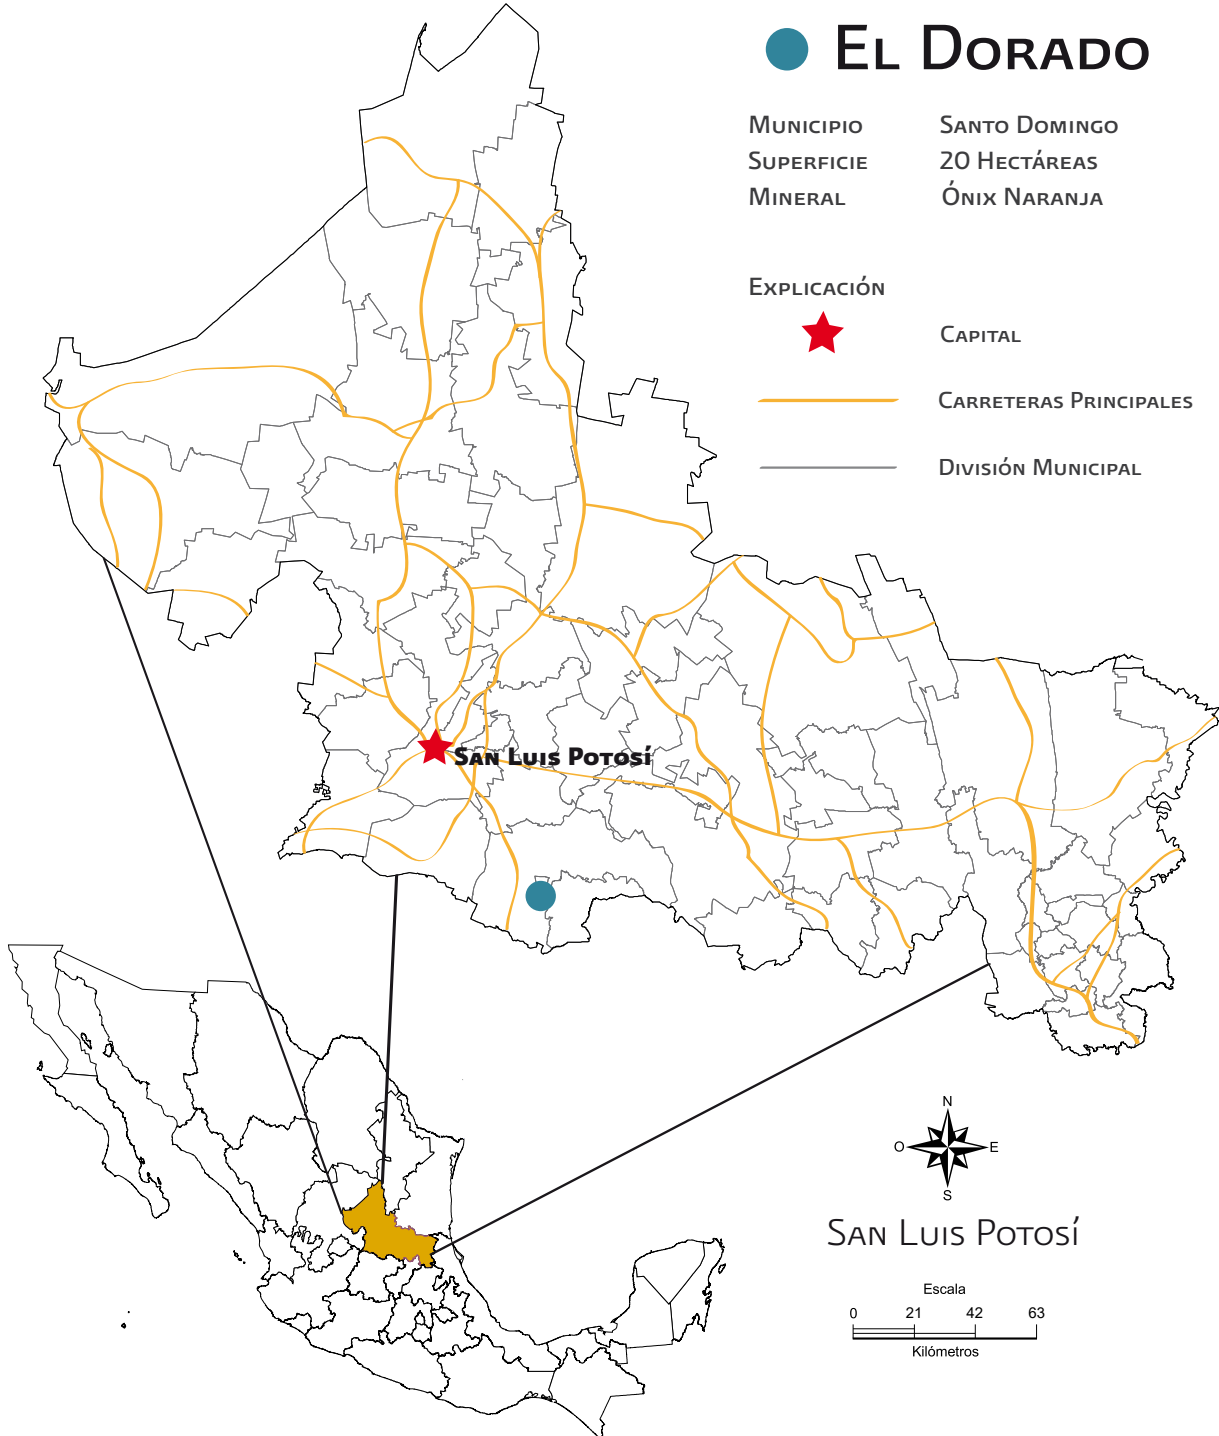 El Dorado
Municipio Santo Domingo
Superficie 20 Hectáreas
Mineral Ónix Naranja
Explicación
Capital
Carreteras Principales
División Municipal
San Luis Potosí
N
O E
S
San Luis Potosí
Escala
0 21 42 63
Kilómetros